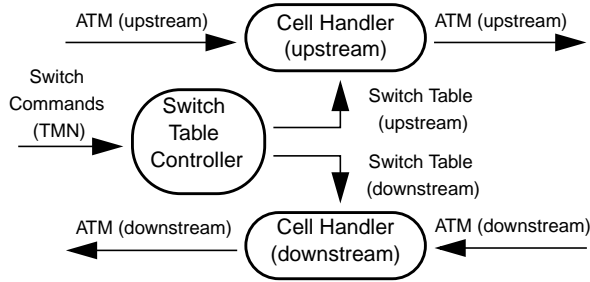 ATM (upstream)
Cell Handler
(upstream)
ATM (upstream)
Switch
Commands
(TMN)
Switch
Table
Controller
Switch Table
(upstream)
Switch Table
(downstream)
ATM (downstream)
Cell Handler
(downstream)
ATM (downstream)